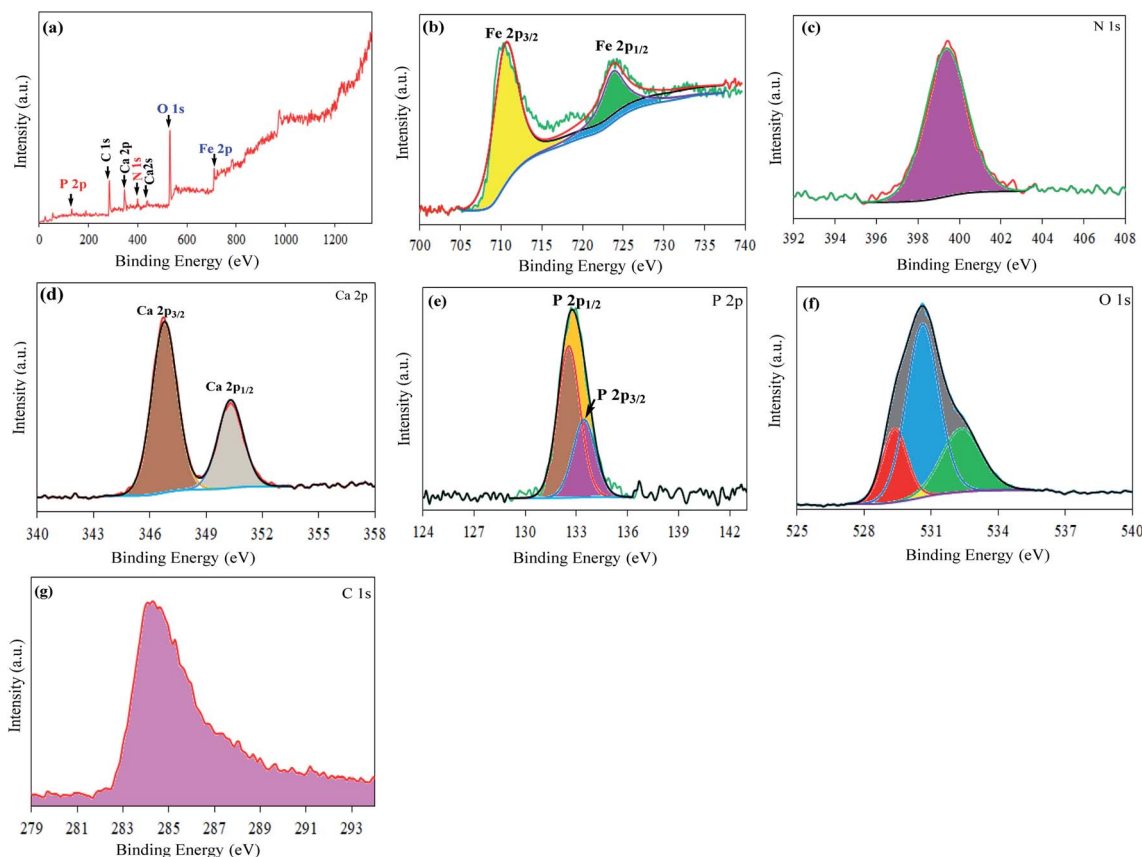 (a)
P 2p
C 1s
Ca 2p
N 1s
Ca2s
O 1s
Fe 2p
Intensity (a.u.)
0 200 400 600 800 1000 1200
Binding Energy (eV)
(b)
Fe 2p3/2
Fe 2p1/2
Intensity (a.u.)
700 705 710 715 720 725 730 735 740
Binding Energy (eV)
(c)
N 1s
Intensity (a.u.)
392 394 396 398 400 402 404 406 408
Binding Energy (eV)
(d)
Ca 2p
Ca 2p3/2
Ca 2p1/2
Intensity (a.u.)
340 343 346 349 352 355 358
Binding Energy (eV)
(e)
P 2p1/2
P 2p
P 2p3/2
Intensity (a.u.)
124 127 130 133 136 139 142
Binding Energy (eV)
(f)
O 1s
Intensity (a.u.)
525 528 531 534 537 540
Binding Energy (eV)
(g)
C 1s
Intensity (a.u.)
279 281 283 285 287 289 291 293
Binding Energy (eV)